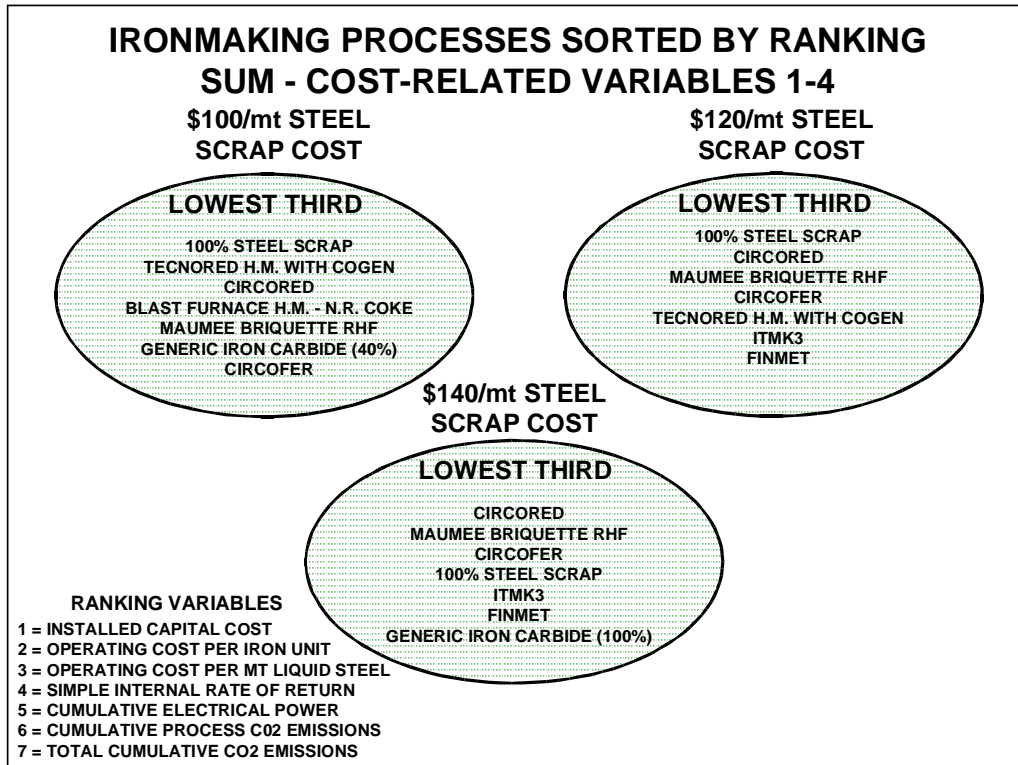 IRONMAKING PROCESSES SORTED BY RANKING
SUM - COST-RELATED VARIABLES 1-4
$100/mt STEEL
SCRAP COST
LOWEST THIRD
100% STEEL SCRAP
TECNORED H.M. WITH COGEN
CIRCORED
BLAST FURNACE H.M. - N.R. COKE
MAUMEE BRIQUETTE RHF
GENERIC IRON CARBIDE (40%)
CIRCOFER
$120/mt STEEL
SCRAP COST
LOWEST THIRD
100% STEEL SCRAP
CIRCORED
MAUMEE BRIQUETTE RHF
CIRCOFER
TECNORED H.M. WITH COGEN
ITMK3
FINMET
$140/mt STEEL
SCRAP COST
LOWEST THIRD
CIRCORED
MAUMEE BRIQUETTE RHF
CIRCOFER
100% STEEL SCRAP
ITMK3
FINMET
GENERIC IRON CARBIDE (100%)
RANKING VARIABLES
1 = INSTALLED CAPITAL COST
2 = OPERATING COST PER IRON UNIT
3 = OPERATING COST PER MT LIQUID STEEL
4 = SIMPLE INTERNAL RATE OF RETURN
5 = CUMULATIVE ELECTRICAL POWER
6 = CUMULATIVE PROCESS C02 EMISSIONS
7 = TOTAL CUMULATIVE CO2 EMISSIONS